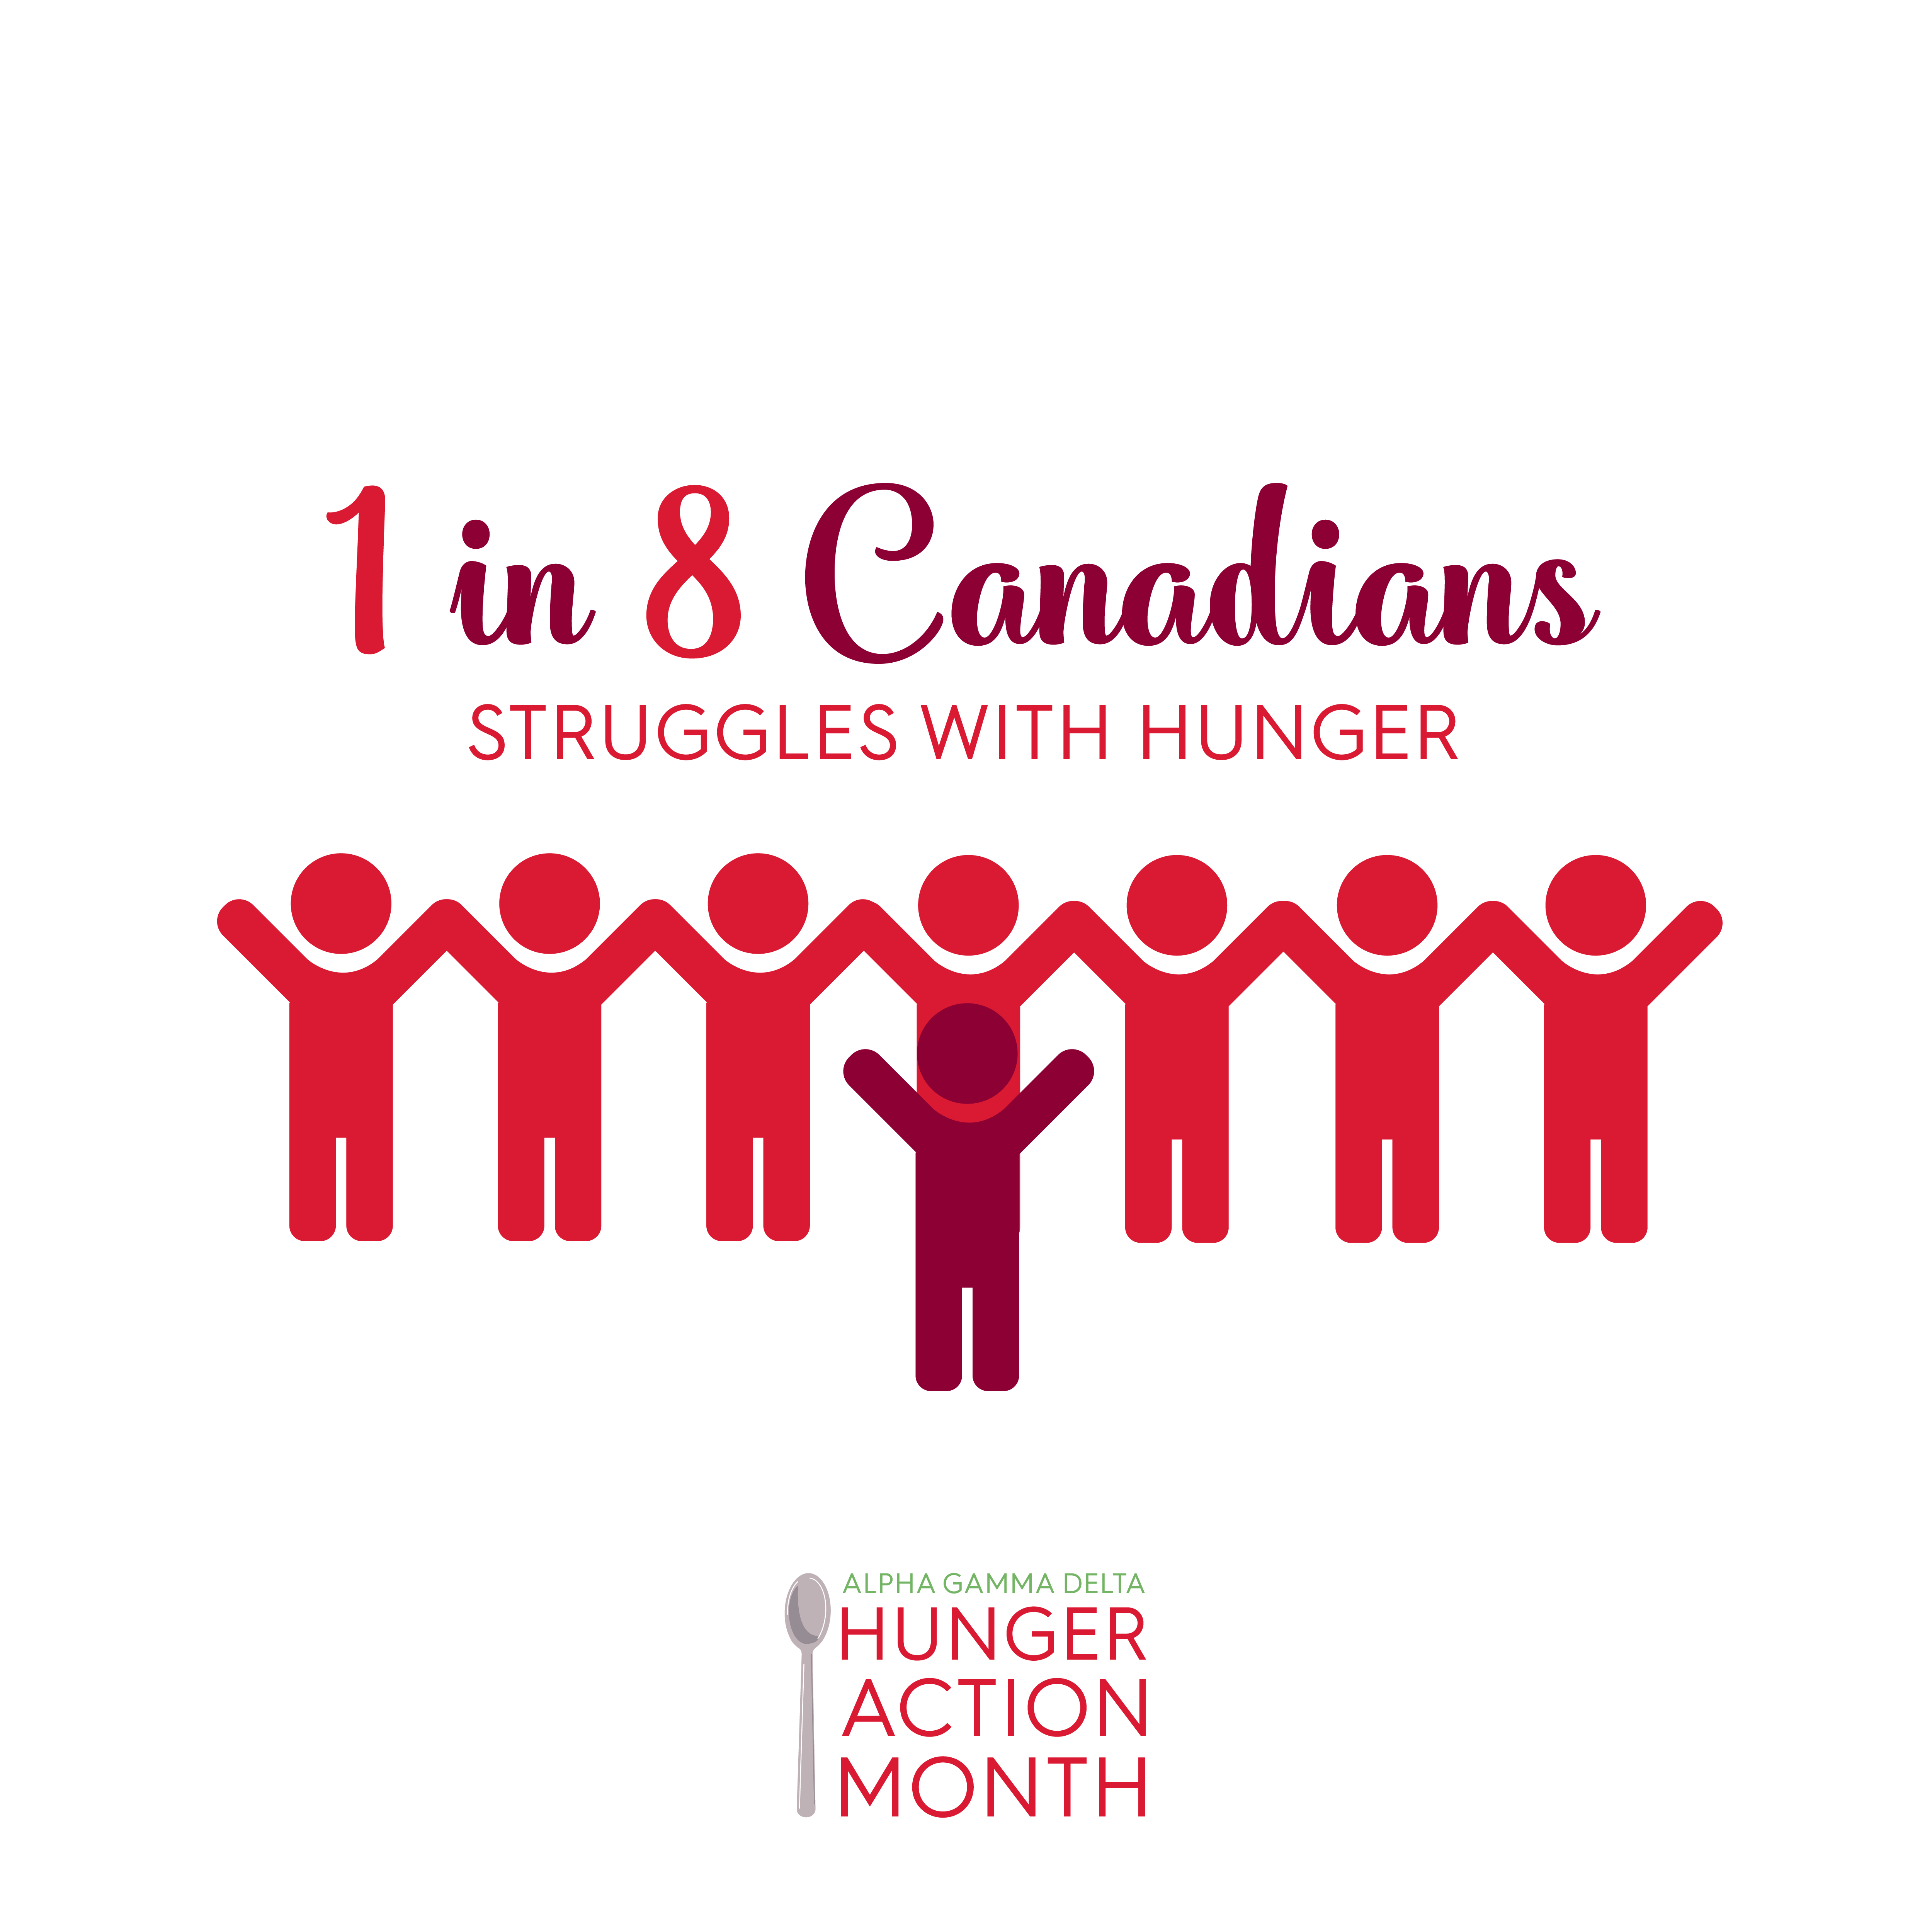 1 in 8 Canadians
STRUGGLES WITH HUNGER
ALPHA GAMMA DELTA
HUNGER
ACTION
MONTH